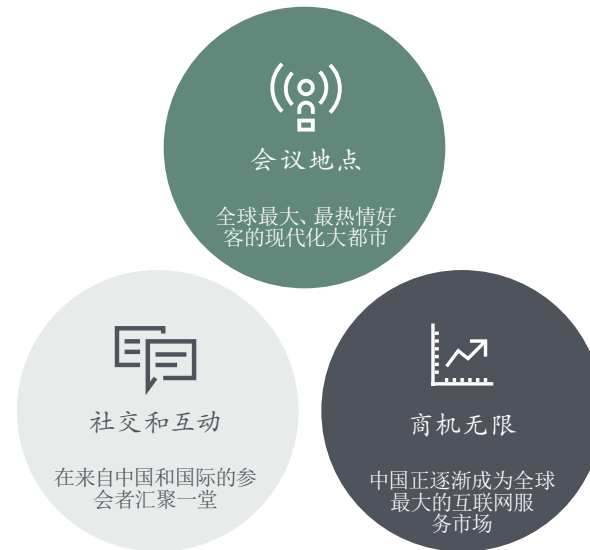 会议地点
全球最大、最热情好
客的现代化大都市
社交和互动
在来自中国和国际的参
会者汇聚一堂
商机无限
中国正逐渐成为全球
最大的互联网服
务市场